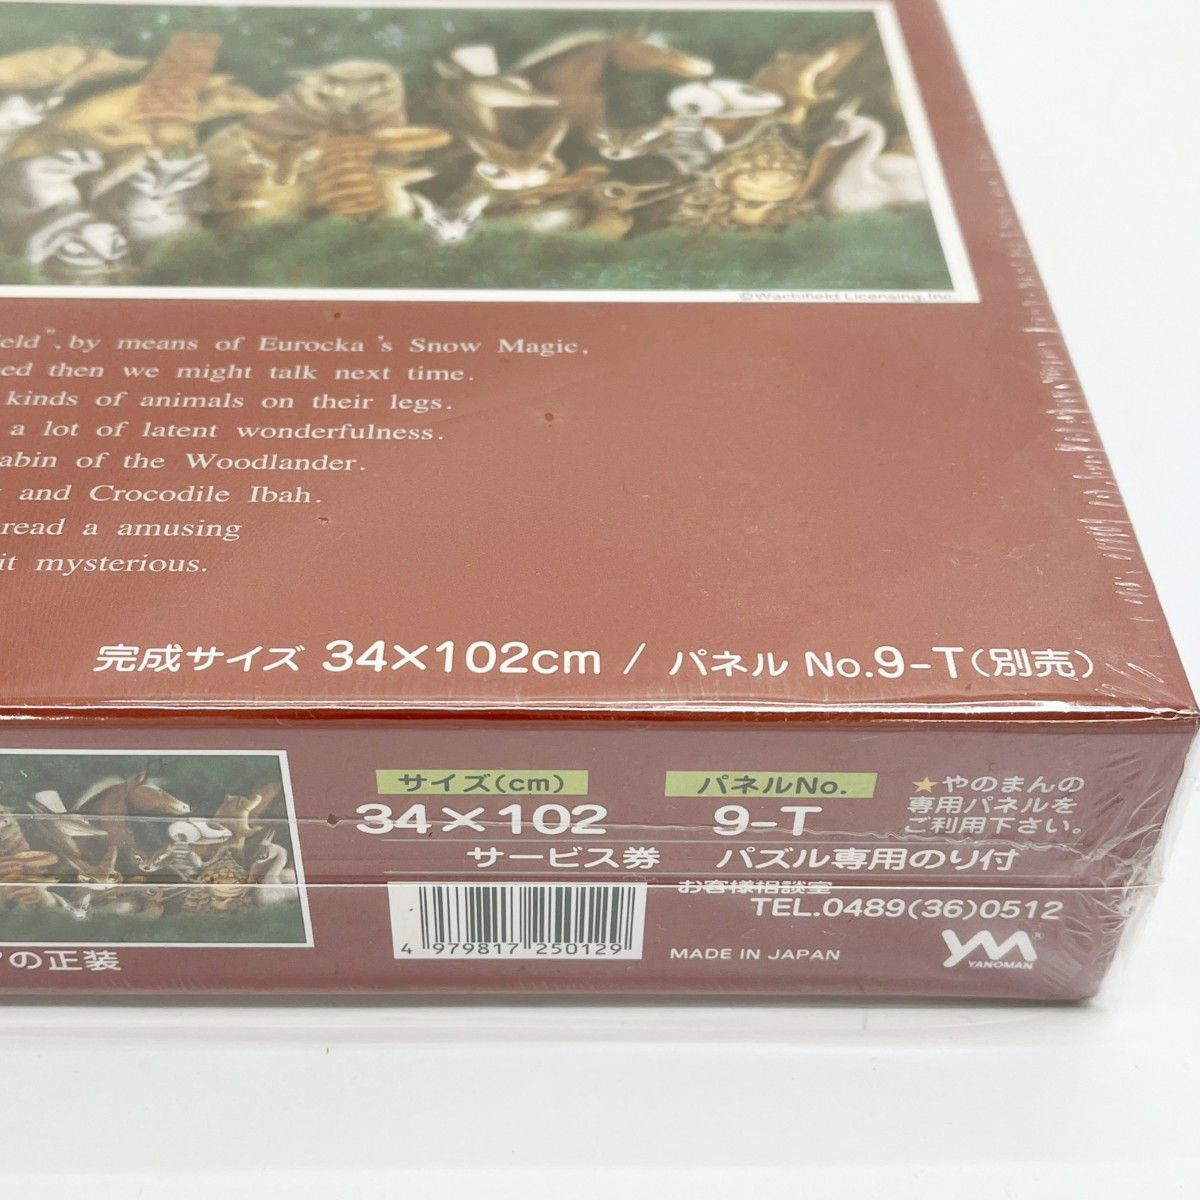 ©Wachifield Licensing, Inc.
", by means of Eurocka's Snow Magic,
then we might talk next time.
kinds of animals on their legs.
a lot of latent wonderfulness.
of the Woodlander.
and Crocodile Ibah.
read a amusing
mysterious.
完成サイズ 34×102cm / パネル No.9-T(別売)
サイズ(cm)
34×102
パネルNo.
9-T
★やのまんの
専用パネルを
ご利用下さい。
サービス券 パズル専用のり付
お客様相談室
TEL.0489(36)0512
4 979817 250129
MADE IN JAPAN
YM
®
YANOMAN
の正装